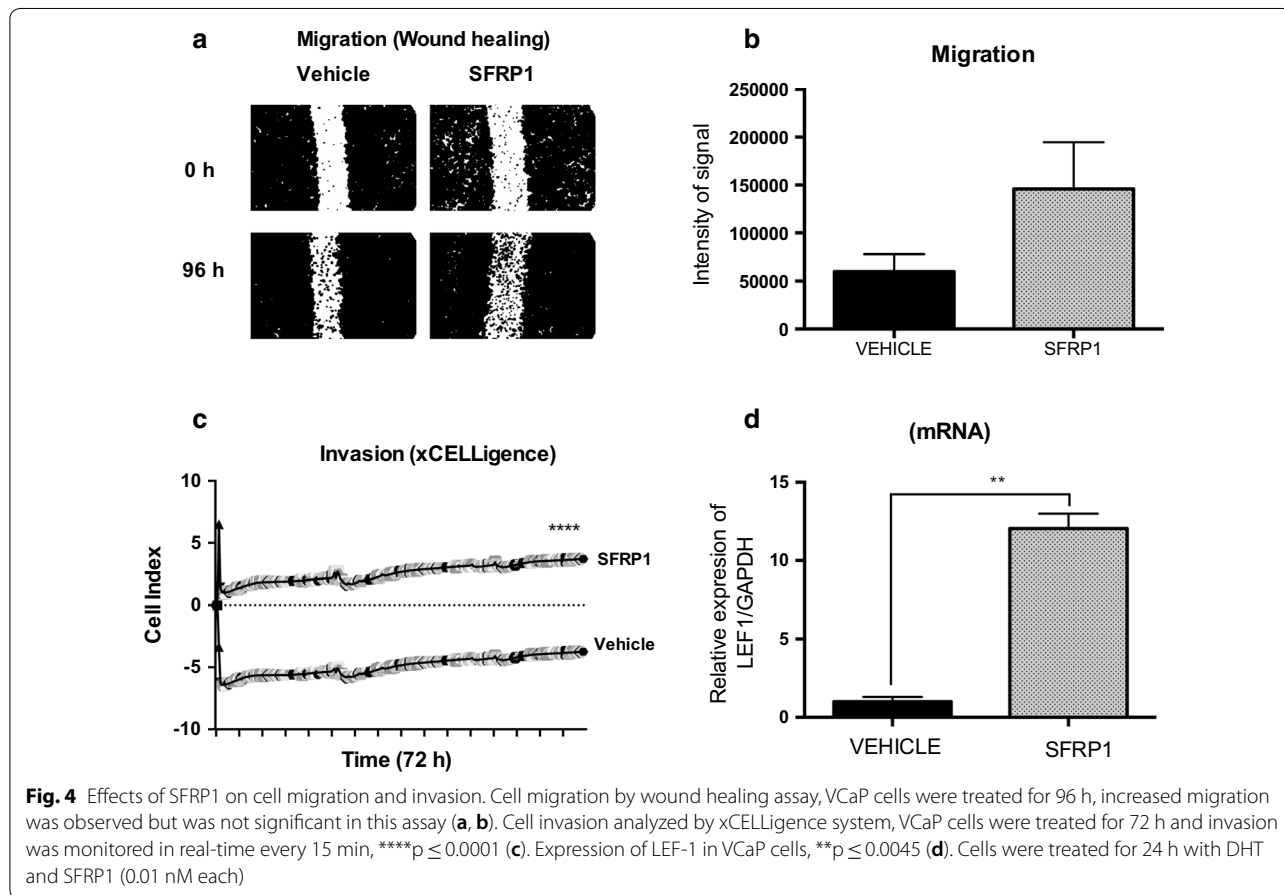 a
Migration (Wound healing)
Vehicle SFRP1
0 h
96 h
b
Migration
Intensity of signal
250000
200000
150000
100000
50000
0
VEHICLE SFRP1
c
Invasion (xCELLigence)
Cell Index
10
5
0
-5
-10
****
SFRP1
Vehicle
Time (72 h)
d
(mRNA)
Relative expresion of
LEF1/GAPDH
15
10
5
0
**
VEHICLE SFRP1
Fig. 4 Effects of SFRP1 on cell migration and invasion. Cell migration by wound healing assay, VCaP cells were treated for 96 h, increased migration
was observed but was not significant in this assay (a, b). Cell invasion analyzed by xCELLigence system, VCaP cells were treated for 72 h and invasion
was monitored in real-time every 15 min, ****p ≤ 0.0001 (c). Expression of LEF-1 in VCaP cells, **p ≤ 0.0045 (d). Cells were treated for 24 h with DHT
and SFRP1 (0.01 nM each)